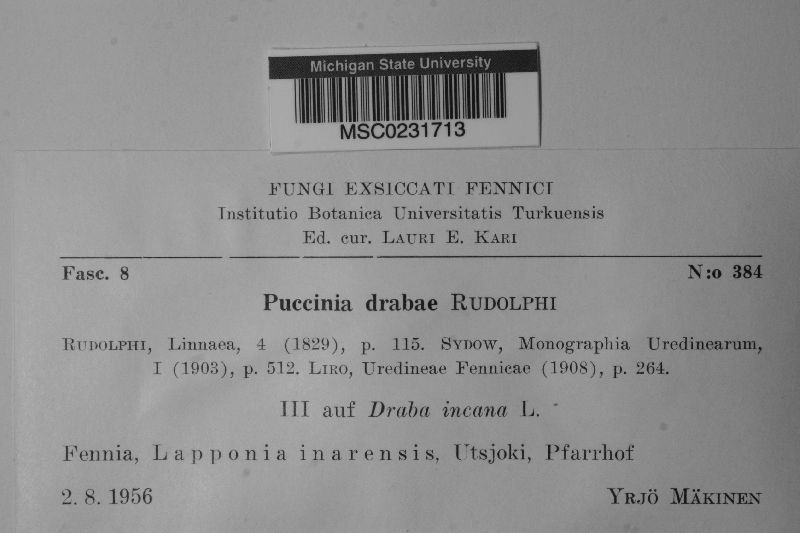 Michigan State University
MSC0231713
FUNGI EXSICCATI FENNICI
Institutio Botanica Universitatis Turkuensis
Ed. cur. LAURI E. KARI
Fasc. 8 N:o 384
Puccinia drabae RUDOLPHI
RUDOLPHI, Linnaea, 4 (1829), p. 115. SYDOW, Monographia Uredinearum,
I (1903), p. 512. LIRO, Uredineae Fennicae (1908), p. 264.
III auf Draba incana L.
Fennia, Lapponia inarensis, Utsjoki, Pfarrhof
2. 8. 1956 YRJÖ MÄKINEN